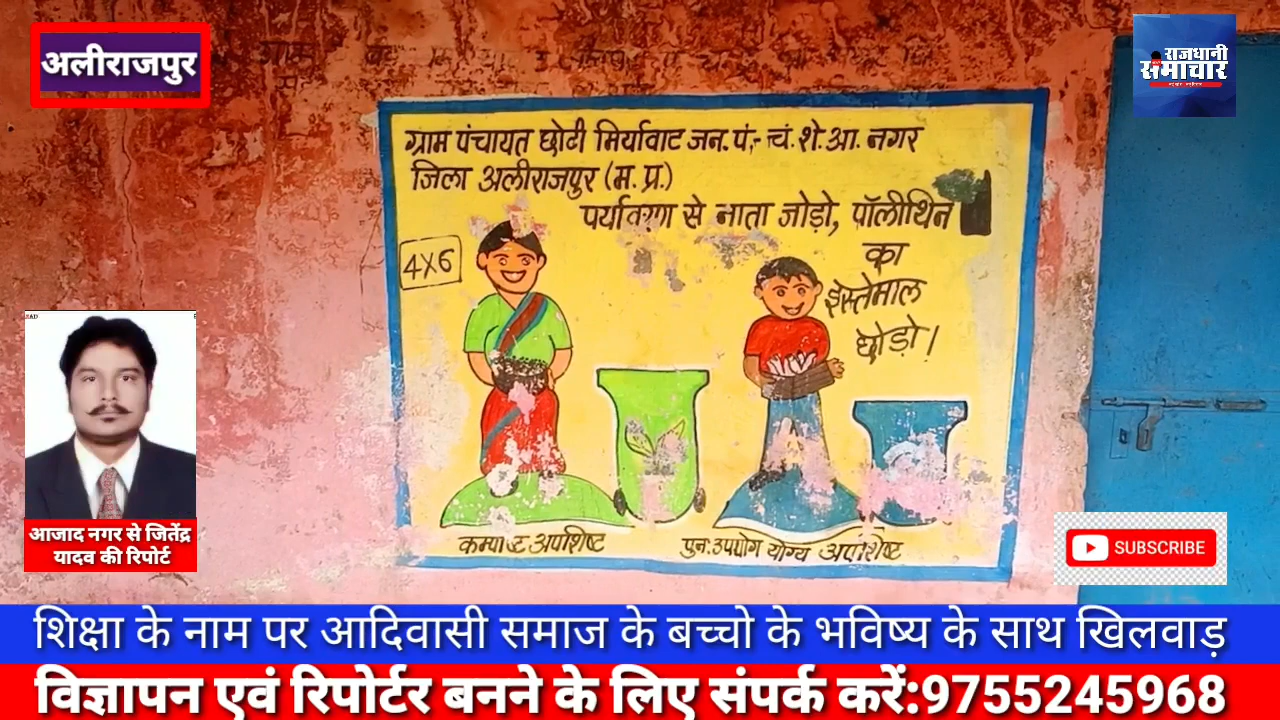 अलीराजपुर
राजधानी
समाचार
ग्राम पंचायत छोटी मिर्यावाट जन.पं.- चं.शे.आ. नगर
जिला अलीराजपुर (म.प्र.)
पर्यावरण से नाता जोड़ो, पॉलीथिन
का
इस्तेमाल
छोड़ो!
4X6
कम्पोस्ट अपशिष्ट
पुन: उपयोग योग्य अपशिष्ट
आजाद नगर से जितेंद्र
यादव की रिपोर्ट
SUBSCRIBE
शिक्षा के नाम पर आदिवासी समाज के बच्चो के भविष्य के साथ खिलवाड़
विज्ञापन एवं रिपोर्टर बनने के लिए संपर्क करें:9755245968